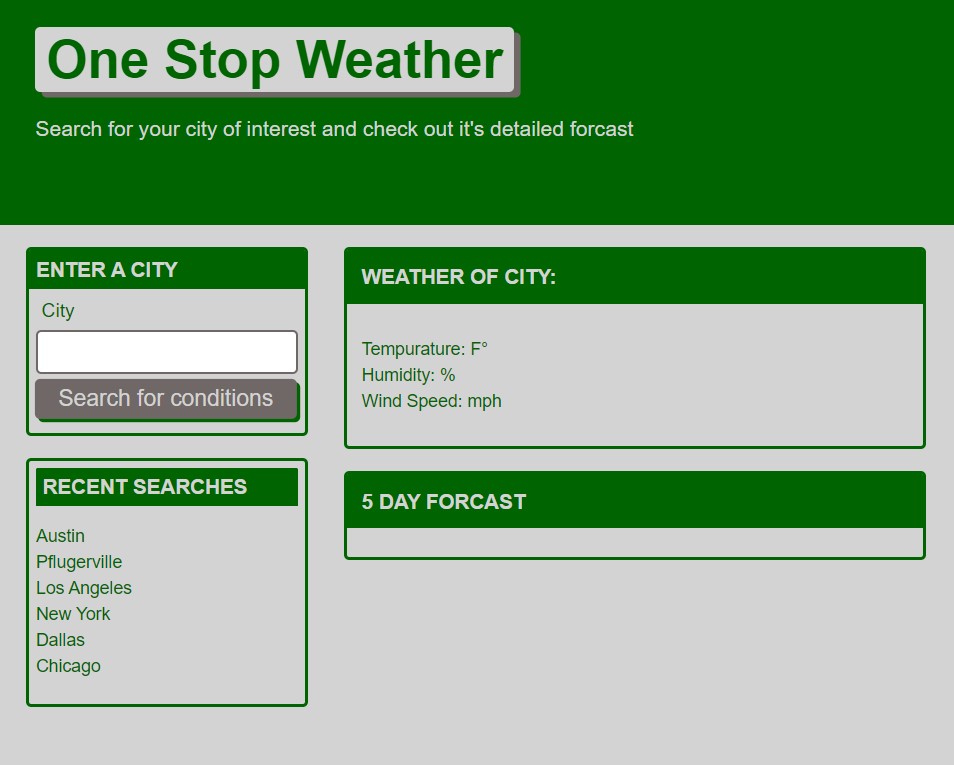 One Stop Weather
Search for your city of interest and check out it's detailed forcast
ENTER A CITY
City
Search for conditions
RECENT SEARCHES
Austin
Pflugerville
Los Angeles
New York
Dallas
Chicago
WEATHER OF CITY:
Tempurature: F°
Humidity: %
Wind Speed: mph
5 DAY FORCAST